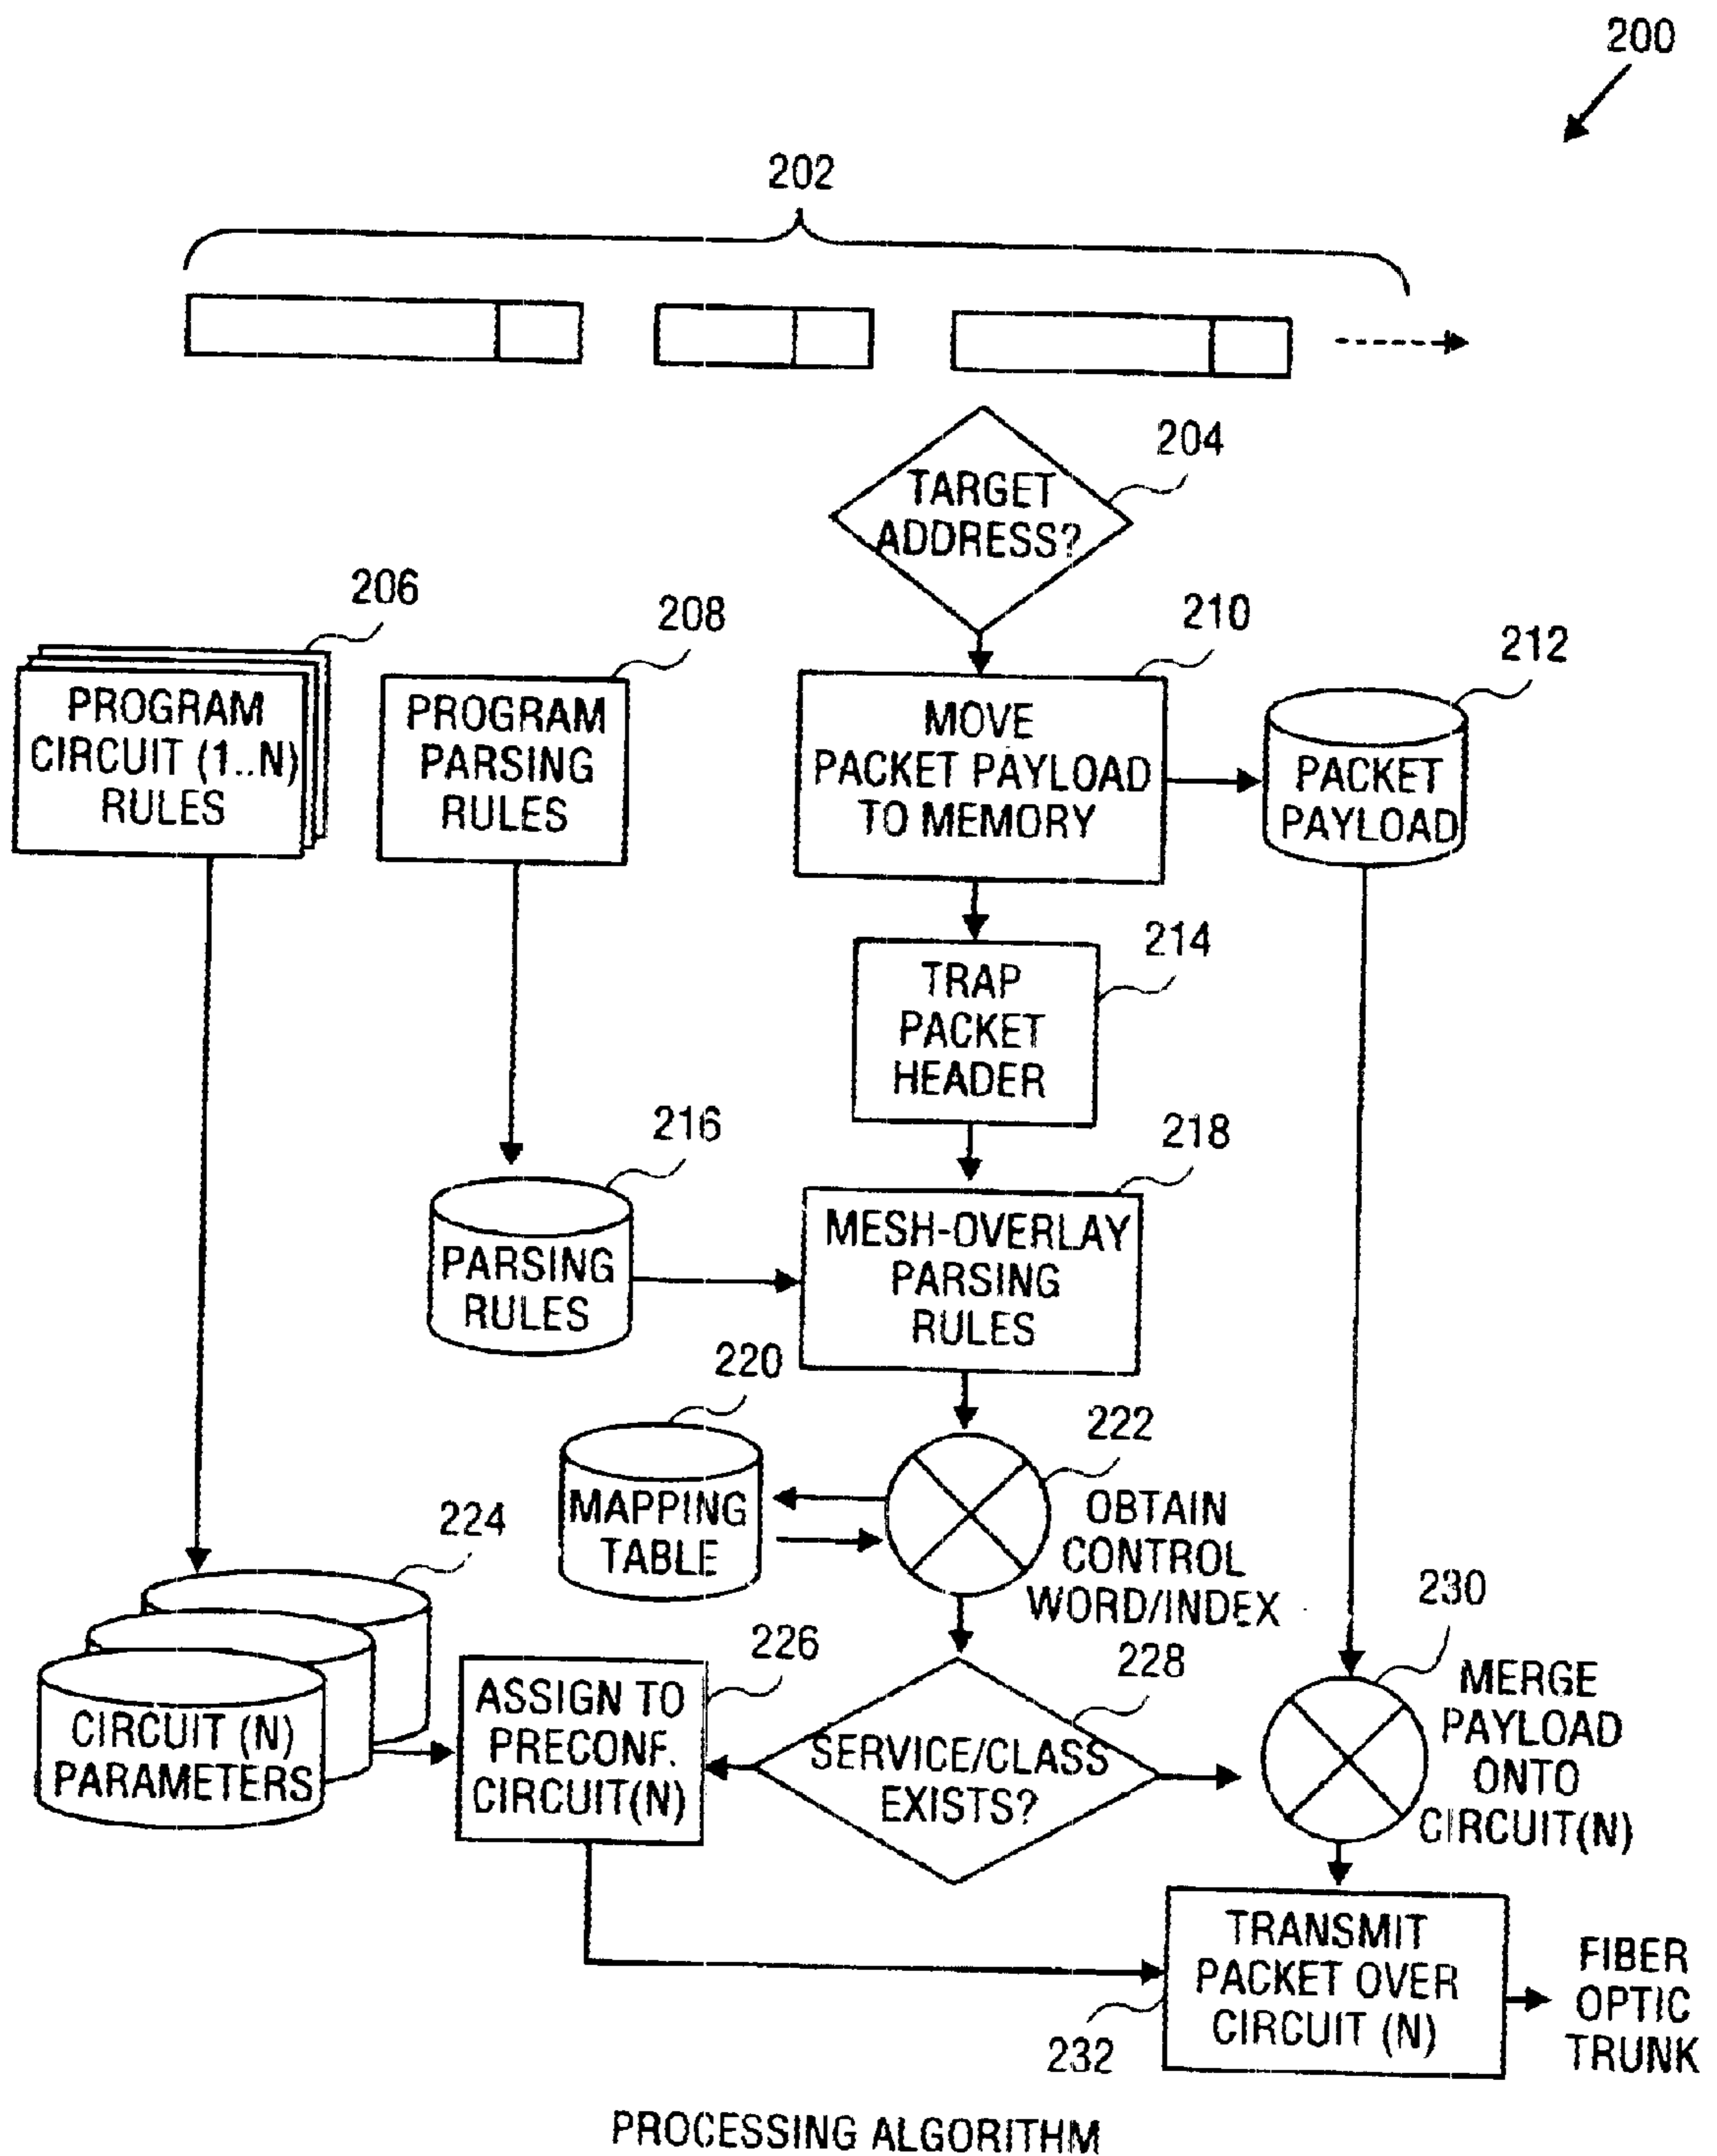 200
202
204
TARGET
ADDRESS?
206
208
210
212
PROGRAM
CIRCUIT (1..N)
RULES
PROGRAM
PARSING
RULES
MOVE
PACKET PAYLOAD
TO MEMORY
PACKET
PAYLOAD
214
TRAP
PACKET
HEADER
216
218
PARSING
RULES
MESH-OVERLAY
PARSING
RULES
220
222
MAPPING
TABLE
OBTAIN
CONTROL
WORD/INDEX
224
226
228
230
CIRCUIT (N)
PARAMETERS
ASSIGN TO
PRECONF.
CIRCUIT(N)
SERVICE/CLASS
EXISTS?
MERGE
PAYLOAD
ONTO
CIRCUIT(N)
TRANSMIT
PACKET OVER
CIRCUIT (N)
232
FIBER
OPTIC
TRUNK
PROCESSING ALGORITHM